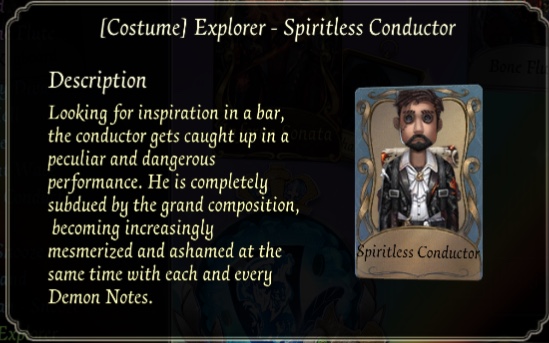 [Costume] Explorer - Spiritless Conductor
Description
Looking for inspiration in a bar,
the conductor gets caught up in a
peculiar and dangerous
performance. He is completely
subdued by the grand composition,
becoming increasingly
mesmerized and ashamed at the
same time with each and every
Demon Notes.
Spiritless Conductor
Explorer